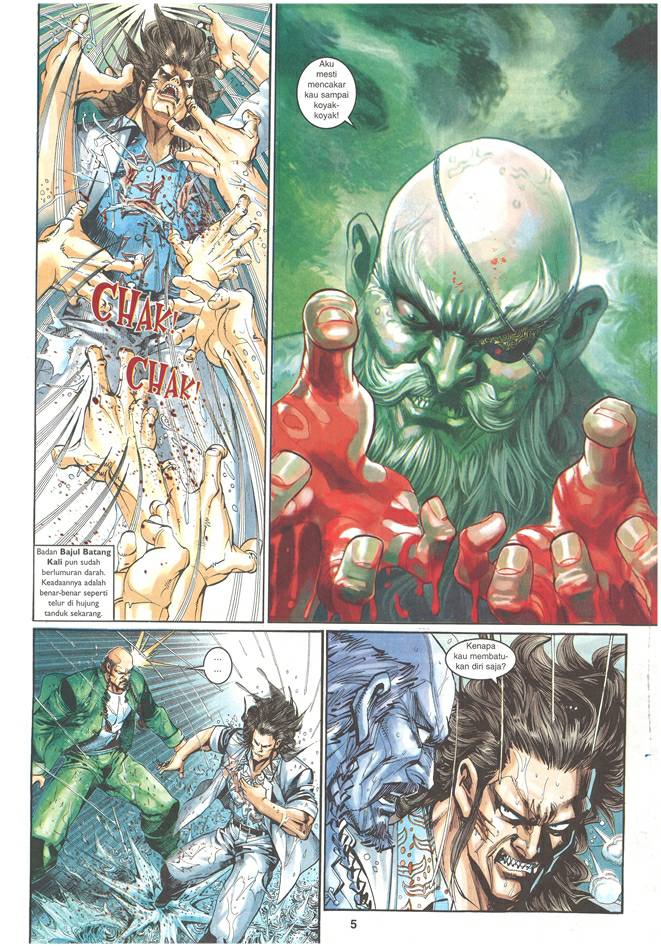 Aku
mesti
mencakar
kau sampai
koyak-
koyak!
CHAK!
CHAK!
Badan Bajul Batang
Kali pun sudah
berlumuran darah.
Keadaannya adalah
benar-benar seperti
telur di hujung
tanduk sekarang.
...
...
Kenapa
kau membatu-
kan diri saja?
5